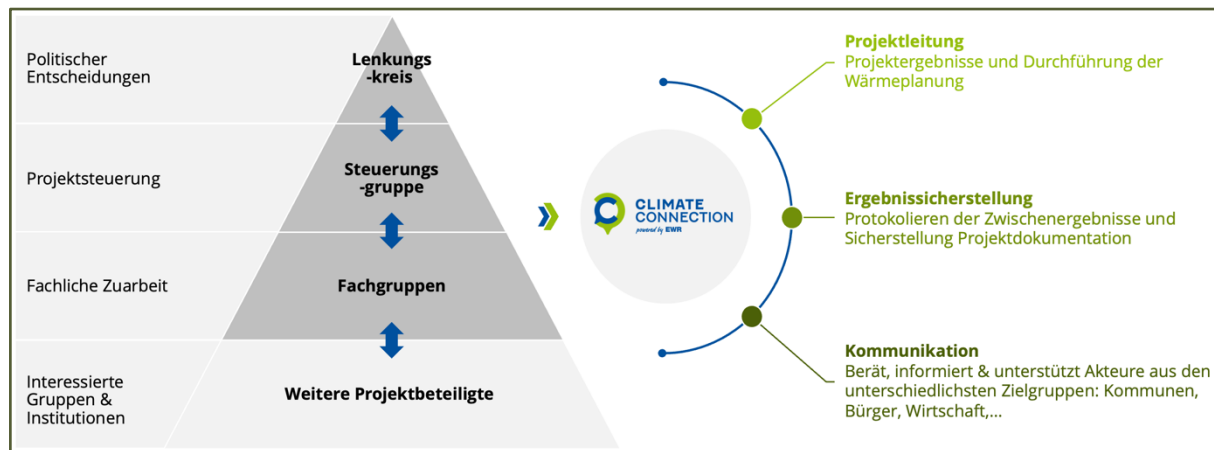 Politischer
Entscheidungen
Lenkungs
-kreis
Projektsteuerung
Steuerungs
-gruppe
Fachliche Zuarbeit
Fachgruppen
Interessierte
Gruppen &
Institutionen
Weitere Projektbeteiligte
CLIMATE
CONNECTION
powered by EWR
Projektleitung
Projektergebnisse und Durchführung der
Wärmeplanung
Ergebnissicherstellung
Protokolieren der Zwischenergebnisse und
Sicherstellung Projektdokumentation
Kommunikation
Berät, informiert & unterstützt Akteure aus den
unterschiedlichsten Zielgruppen: Kommunen,
Bürger, Wirtschaft,...